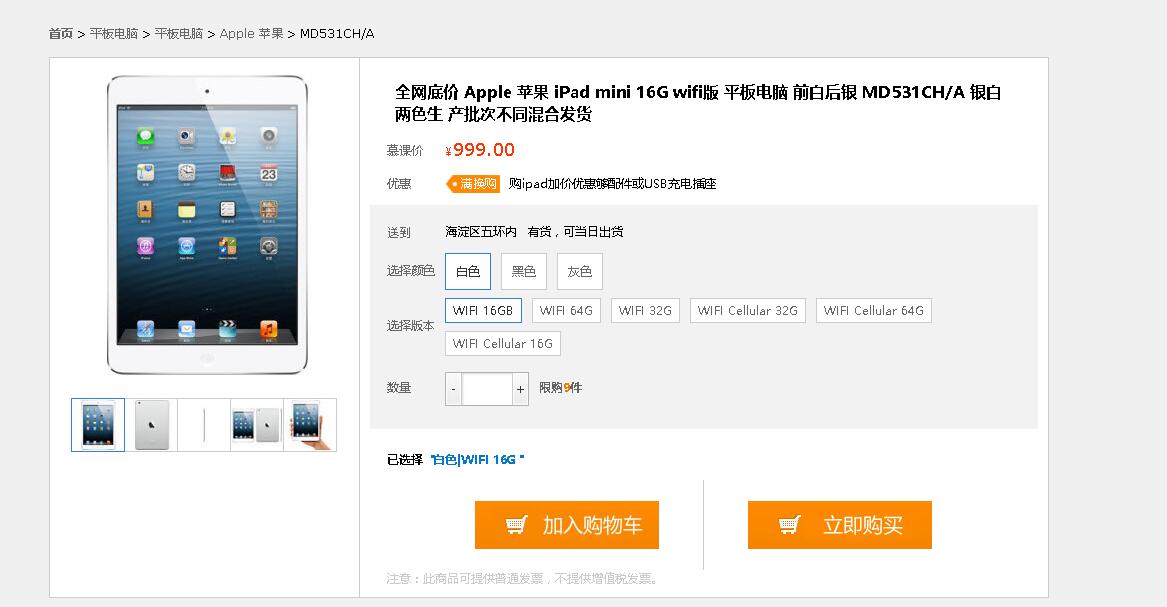 首页 > 平板电脑 > 平板电脑 > Apple 苹果 > MD531CH/A
全网底价 Apple 苹果 iPad mini 16G wifi版 平板电脑 前白后银 MD531CH/A 银白
两色生 产批次不同混合发货
慕课价 ¥999.00
优惠 满换购 购ipad加价优惠够配件或USB充电插座
送到 海淀区五环内 有货，可当日出货
选择颜色 白色 黑色 灰色
选择版本 WIFI 16GB WIFI 64G WIFI 32G WIFI Cellular 32G WIFI Cellular 64G
WIFI Cellular 16G
数量 - + 限购9件
已选择 "白色|WIFI 16G "
加入购物车 立即购买
注意：此商品可提供普通发票，不提供增值税发票。
23